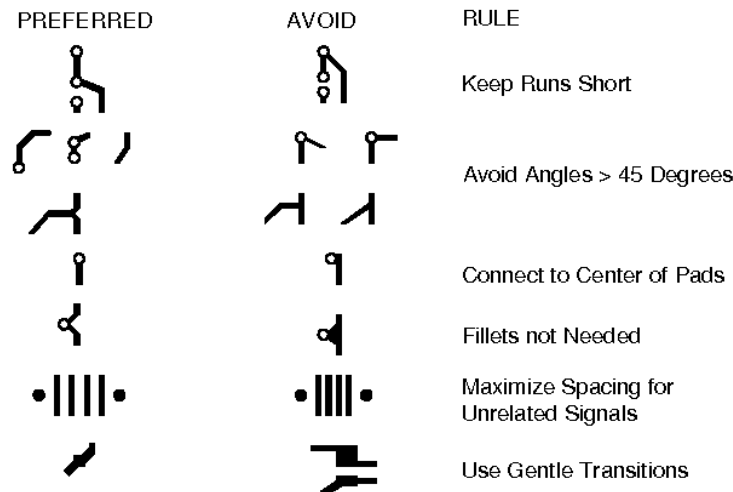 PREFERRED AVOID RULE
Keep Runs Short
Avoid Angles > 45 Degrees
Connect to Center of Pads
Fillets not Needed
Maximize Spacing for
Unrelated Signals
Use Gentle Transitions